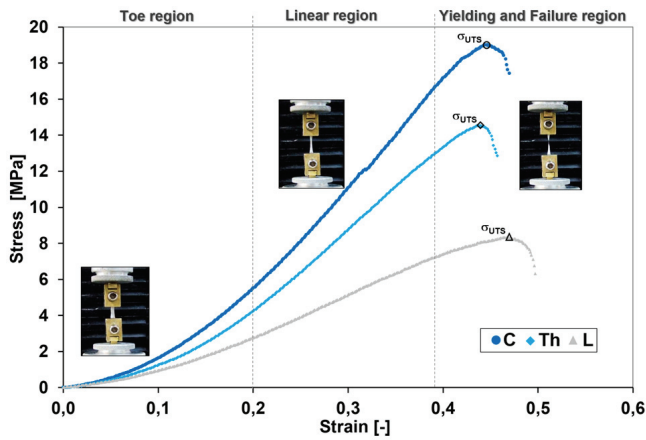 Toe region
Linear region
Yielding and Failure region
20
18
16
14
12
10
8
6
4
2
0
Stress [MPa]
σUTS
σUTS
σUTS
C Th L
0,0 0,1 0,2 0,3 0,4 0,5 0,6
Strain [-]